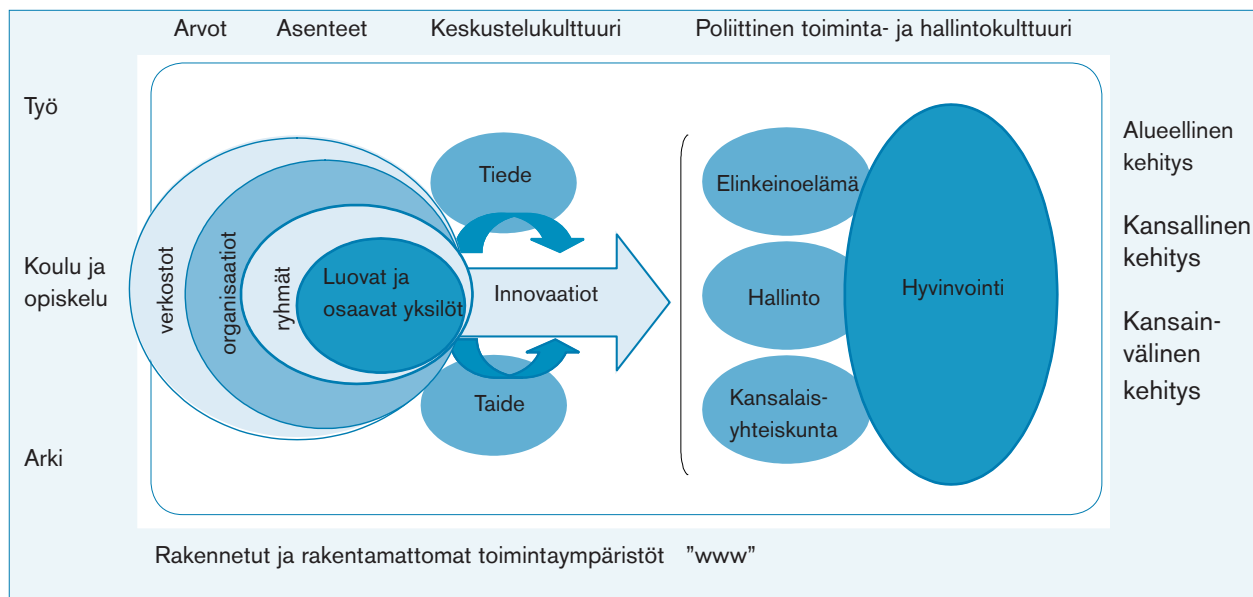 Arvot Asenteet Keskustelukulttuuri Poliittinen toiminta- ja hallintokulttuuri
Työ
Koulu ja
opiskelu
Arki
verkostot
organisaatiot
ryhmät
Luovat ja
osaavat yksilöt
Tiede
Innovaatiot
Taide
Elinkeinoelämä
Hallinto
Kansalais-
yhteiskunta
Hyvinvointi
Alueellinen
kehitys
Kansallinen
kehitys
Kansain-
välinen
kehitys
Rakennetut ja rakentamattomat toimintaympäristöt ”www”